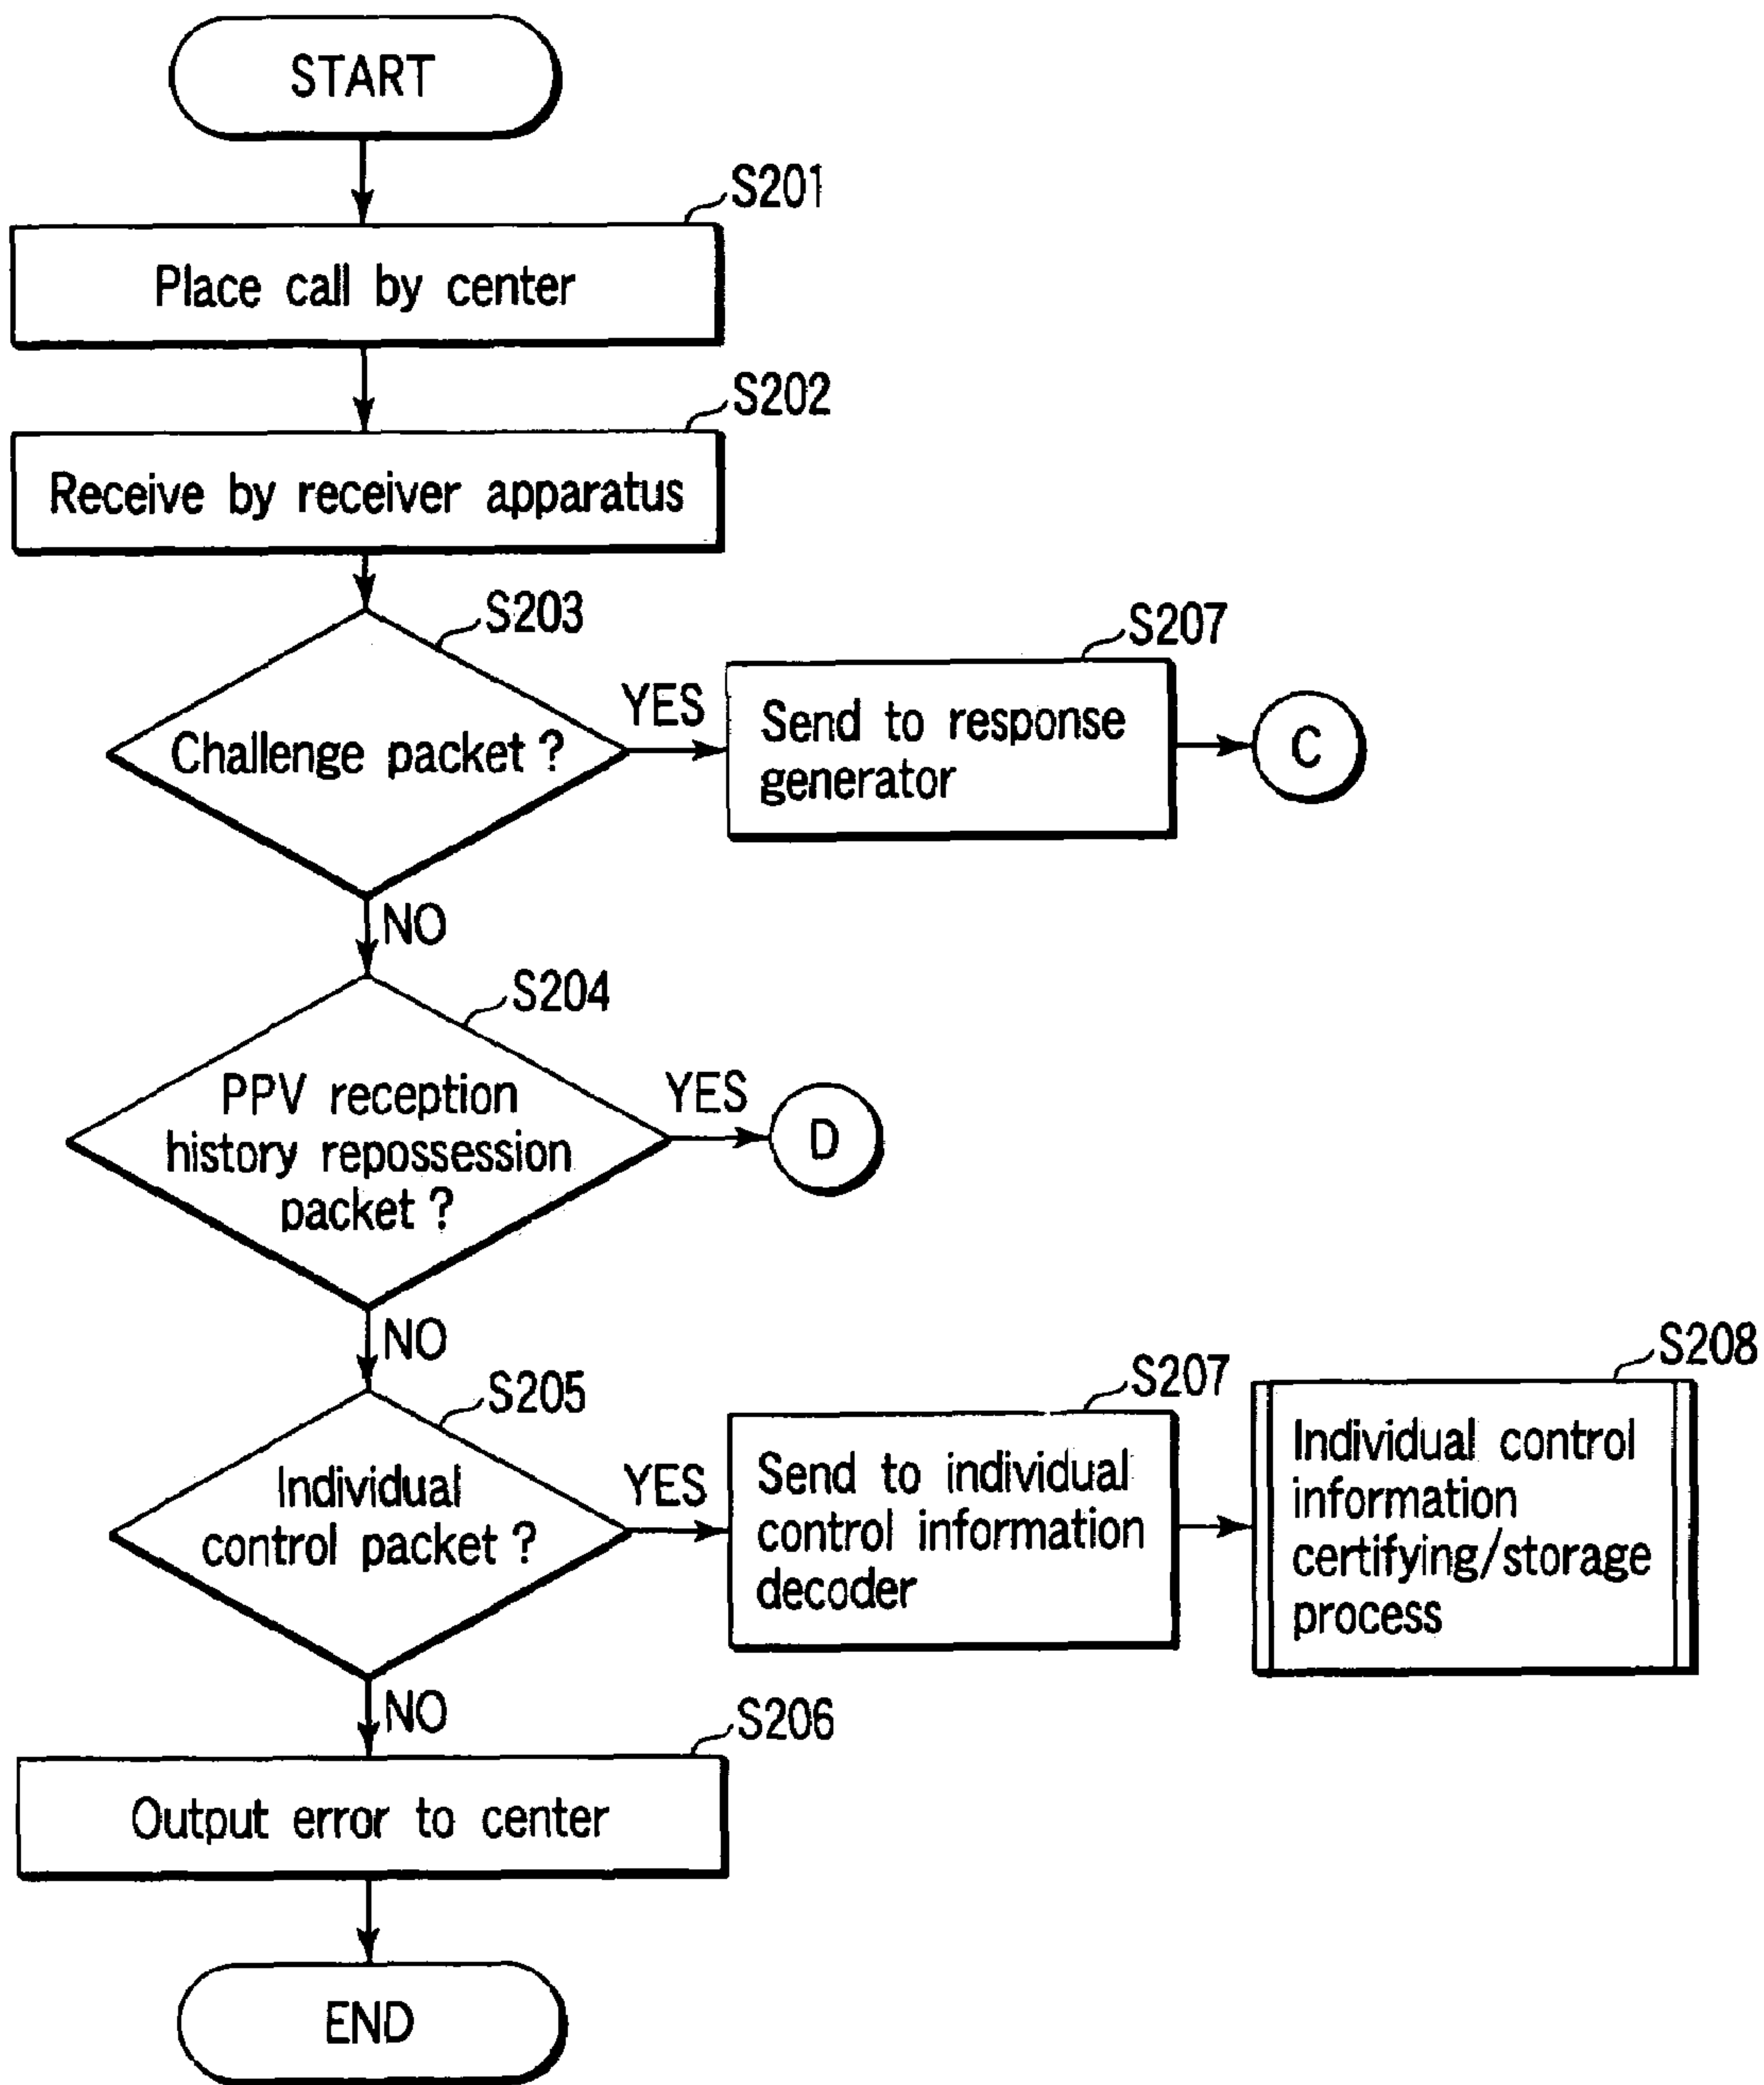 START
S201
Place call by center
S202
Receive by receiver apparatus
S203
Challenge packet ?
YES
S207
Send to response
generator
C
NO
S204
PPV reception
history repossession
packet ?
YES
D
NO
S205
Individual
control packet ?
YES
S207
Send to individual
control information
decoder
S208
Individual control
information
certifying/storage
process
NO
S206
Output error to center
END